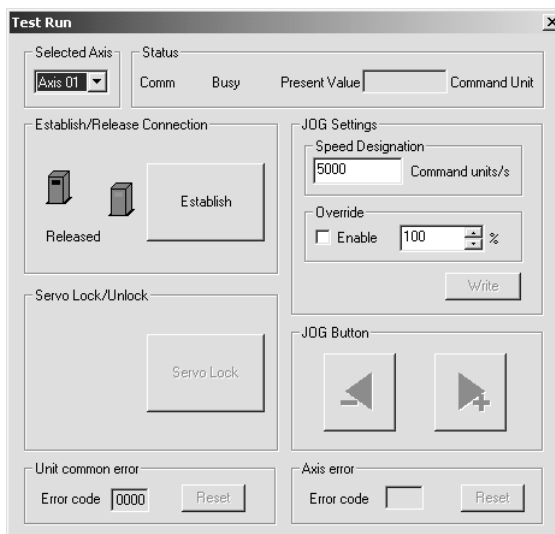 Test Run
Selected Axis
Axis 01
Status
Comm Busy Present Value Command Unit
Establish/Release Connection
Released
Establish
JOG Settings
Speed Designation
5000 Command units/s
Override
Enable 100 %
Write
Servo Lock/Unlock
Servo Lock
JOG Button
Unit common error
Error code 0000 Reset
Axis error
Error code Reset